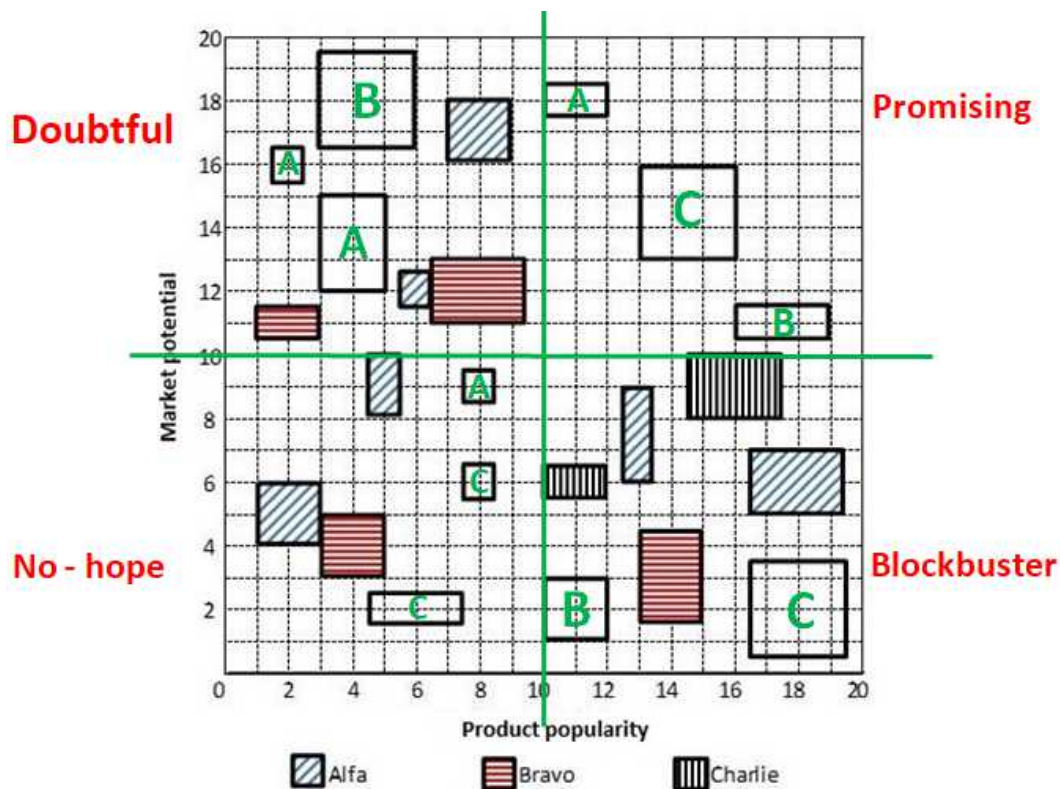 20
B
A
Promising
Doubtful
18
A
16
C
14
A
12
B
Market potential
10
A
8
6
C
No - hope
4
Blockbuster
2
C
B
C
0 2 4 6 8 10 12 14 16 18 20
Product popularity
Alfa Bravo Charlie